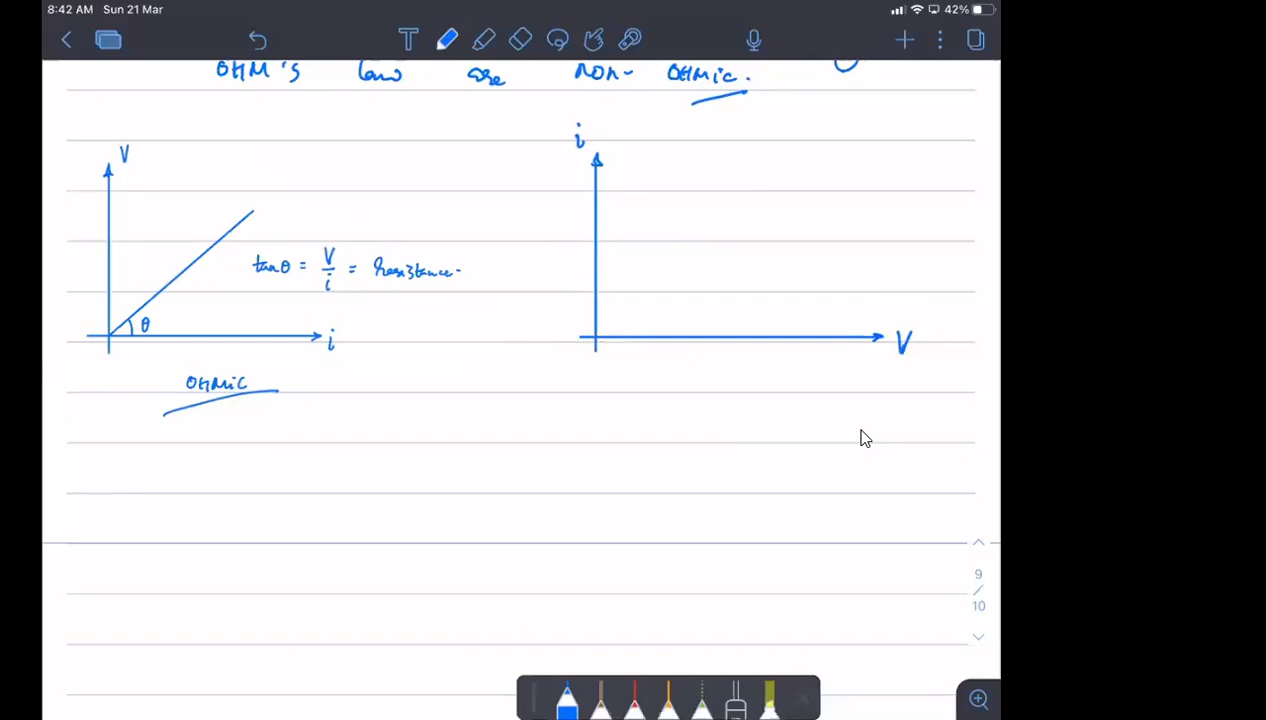 8:42 AM Sun 21 Mar
42%
OHM's law are non- OHMic.
V
i
tanθ = V/i = Resistance-
θ
i
V
OHMic
9
/
10